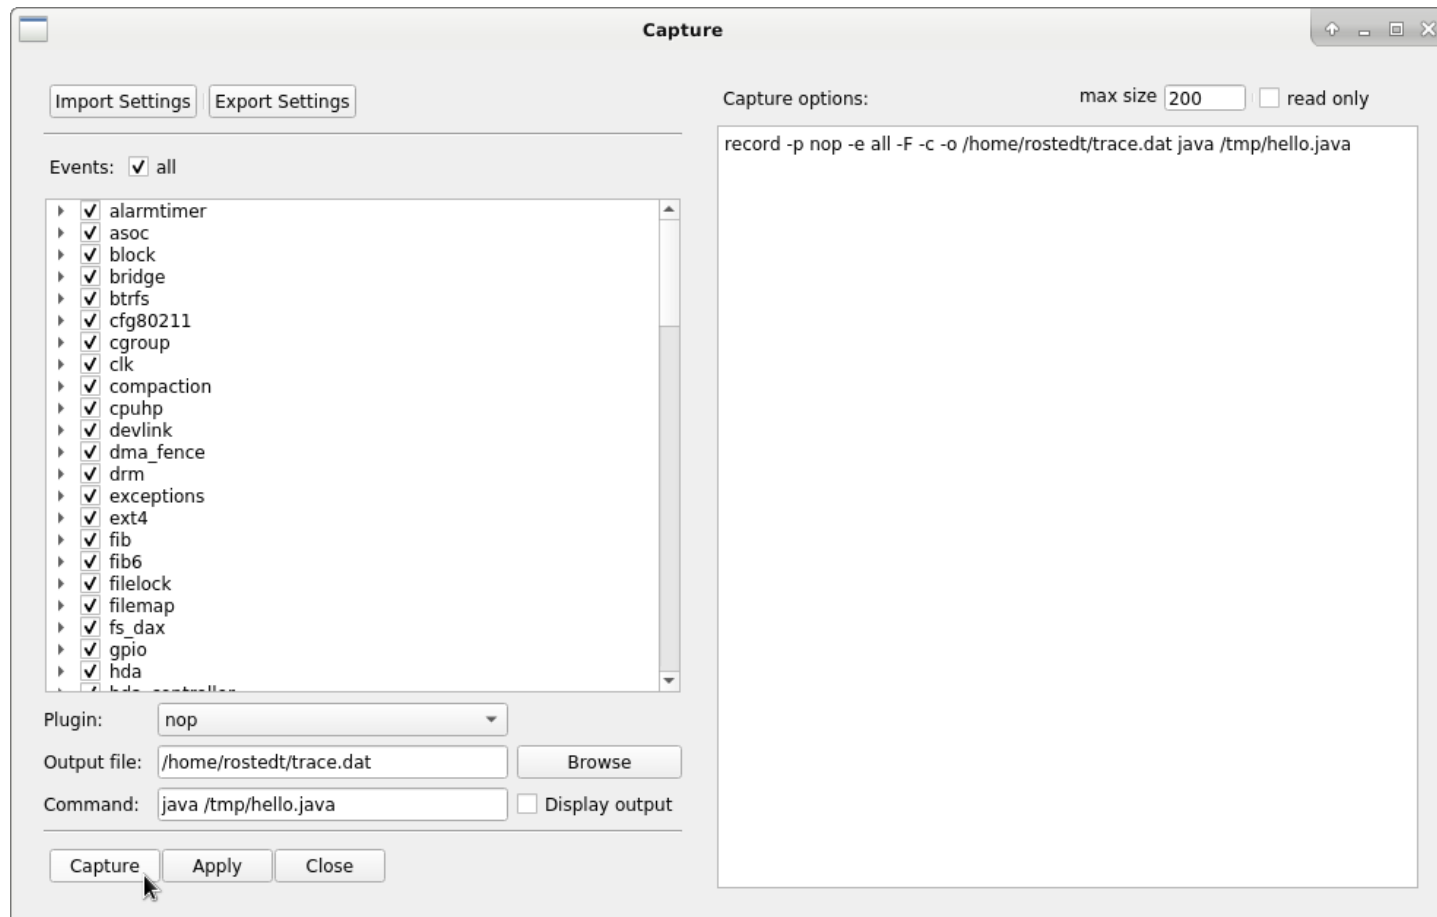 Capture
Import Settings Export Settings
Capture options: max size 200 read only
record -p nop -e all -F -c -o /home/rostedt/trace.dat java /tmp/hello.java
Events: all
alarmtimer
asoc
block
bridge
btrfs
cfg80211
cgroup
clk
compaction
cpuhp
devlink
dma_fence
drm
exceptions
ext4
fib
fib6
filelock
filemap
fs_dax
gpio
hda
hda_controller
Plugin: nop
Output file: /home/rostedt/trace.dat Browse
Command: java /tmp/hello.java Display output
Capture Apply Close